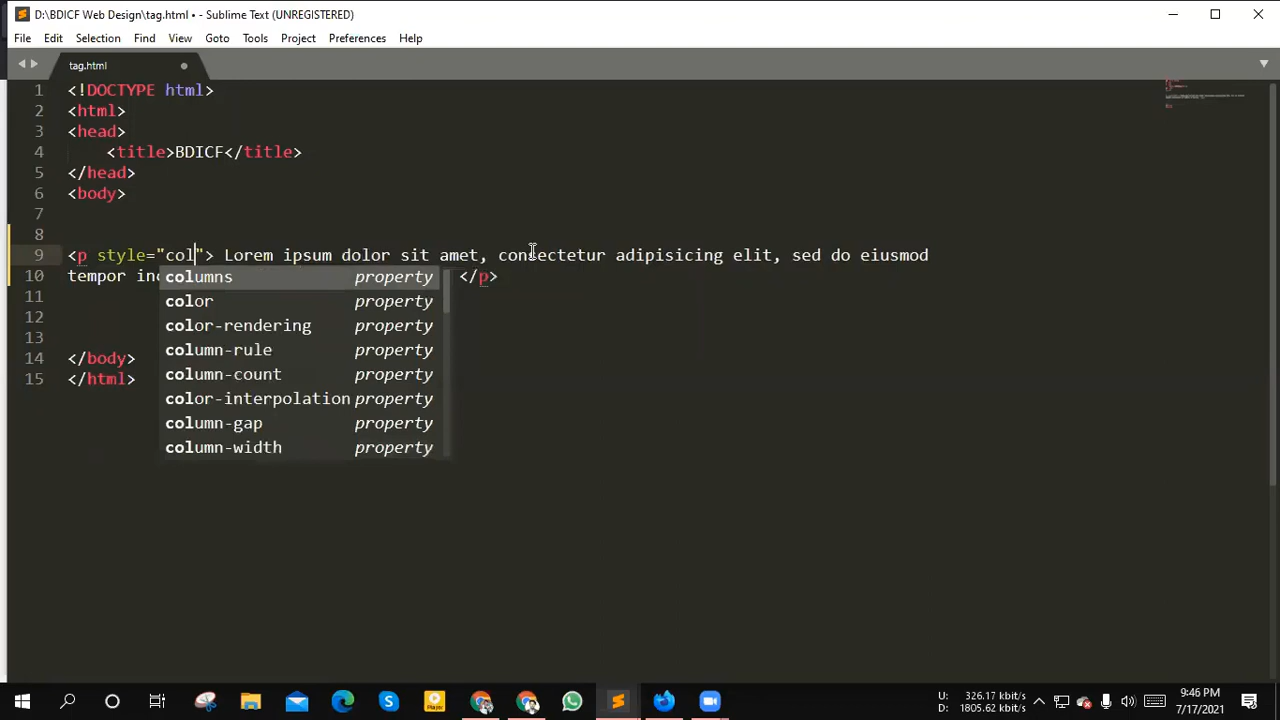 D:\BDICF Web Design\tag.html • - Sublime Text (UNREGISTERED)
File Edit Selection Find View Goto Tools Project Preferences Help
tag.html
1 <!DOCTYPE html>
2 <html>
3 <head>
4 <title>BDICF</title>
5 </head>
6 <body>
7
8
9 <p style="col"> Lorem ipsum dolor sit amet, consectetur adipisicing elit, sed do eiusmod
10 tempor inc </p>
columns property
11
color property
12
color-rendering property
13
column-rule property
14 </body>
column-count property
15 </html>
color-interpolation property
column-gap property
column-width property
U: 326.17 kbit/s
D: 1805.62 kbit/s
9:46 PM
7/17/2021